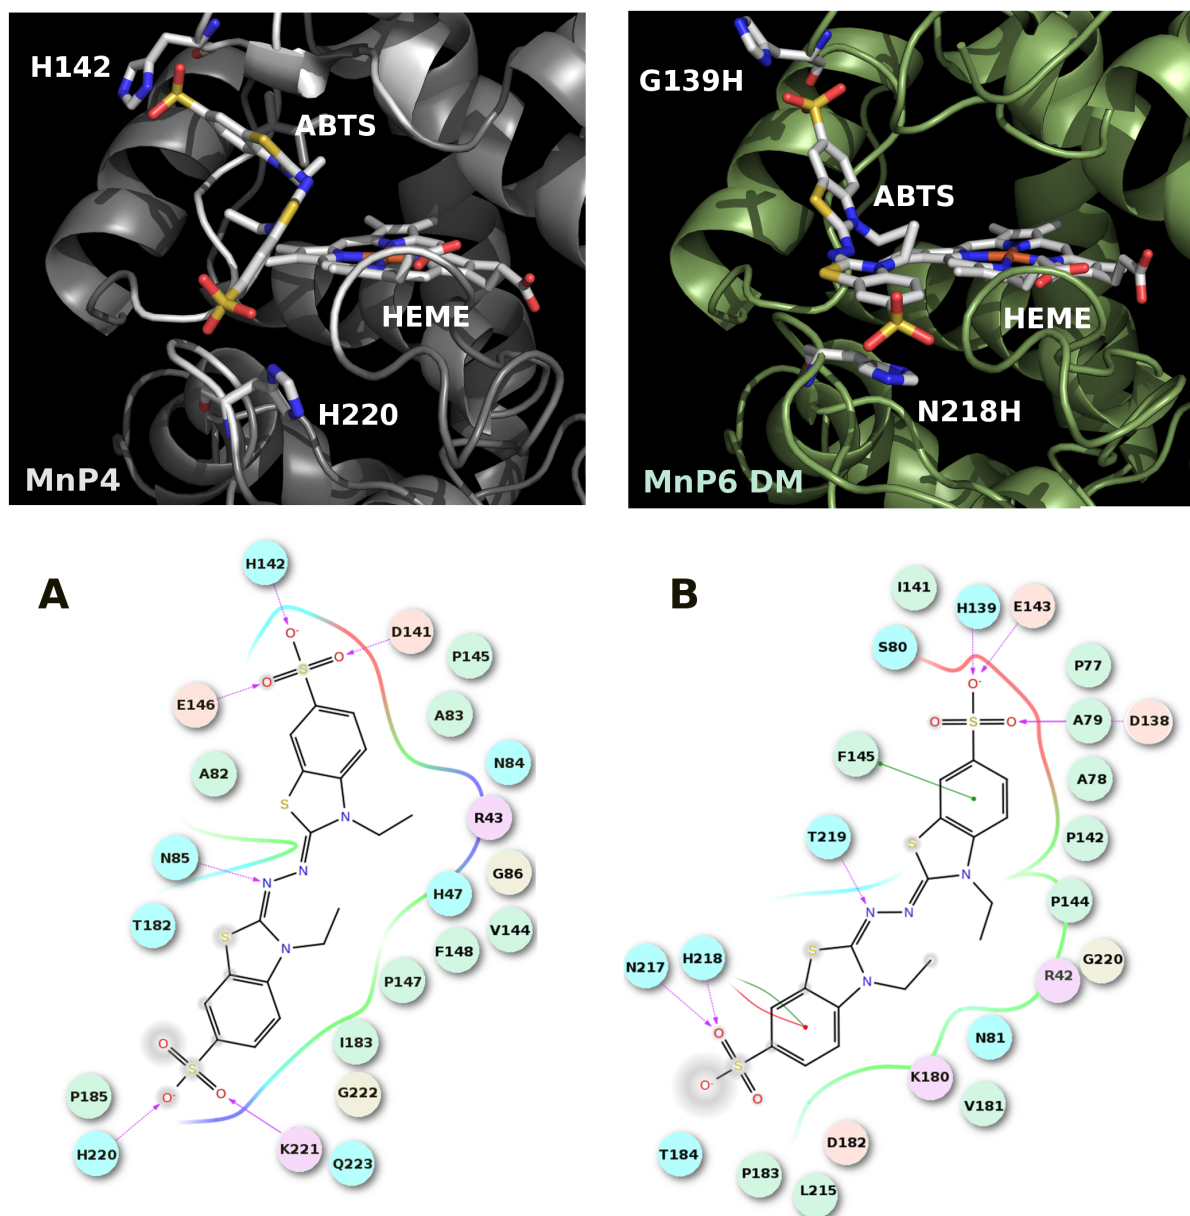 H142
ABTS
HEME
H220
MnP4
G139H
ABTS
HEME
N218H
MnP6 DM
A
H142
O-
D141
S
O
O
P145
E146
A83
A82
N84
S
N
R43
N85
N
N
G86
H47
T182
S
N
V144
F148
P147
O
I183
S
P185
O-
O
G222
H220
K221
Q223
B
I141
H139
E143
S80
P77
O-
O
S
O
A79
D138
F145
A78
T219
S
P142
N
P144
N
N
S
N217
H218
N
R42
G220
O
N81
S
O-
K180
O
V181
D182
T184
P183
L215